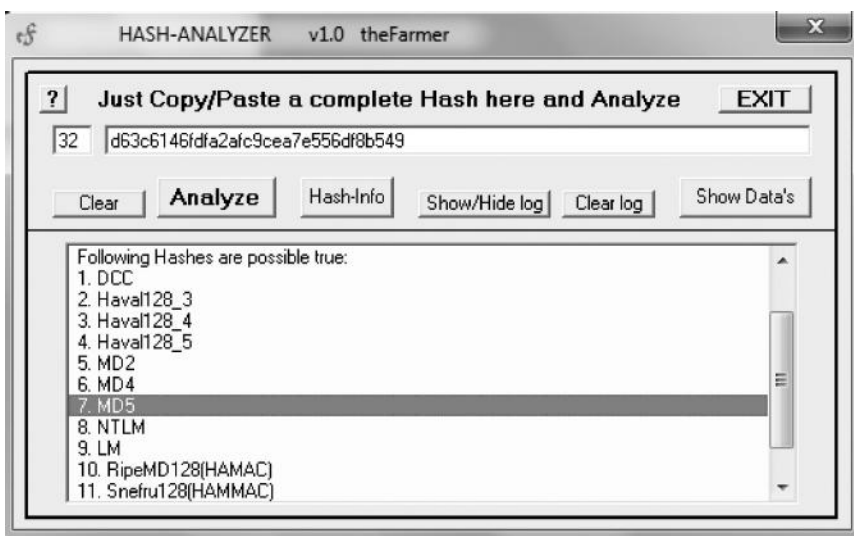 HASH-ANALYZER v1.0 theFarmer
? Just Copy/Paste a complete Hash here and Analyze EXIT
32 d63c6146fdfa2afc9cea7e556df8b549
Clear Analyze Hash-Info Show/Hide log Clear log Show Data's
Following Hashes are possible true:
1. DCC
2. Haval128_3
3. Haval128_4
4. Haval128_5
5. MD2
6. MD4
7. MD5
8. NTLM
9. LM
10. RipeMD128(HAMAC)
11. Snefru128(HAMMAC)